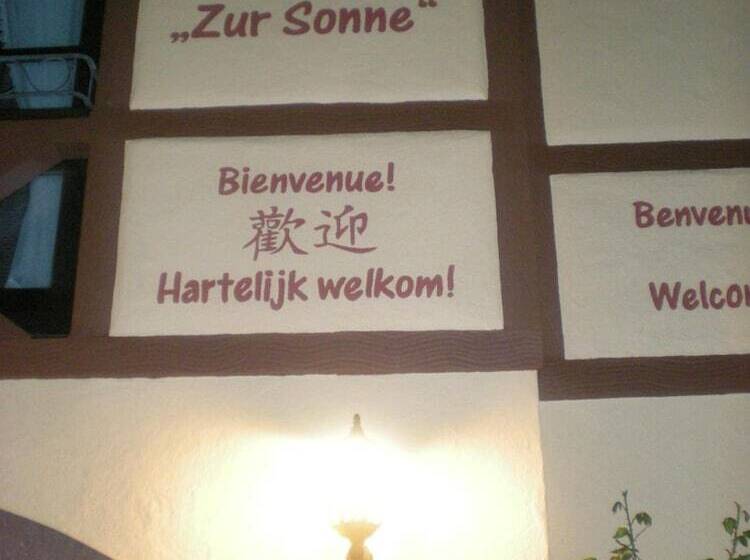 „Zur Sonne“
Bienvenue!
歡迎
Hartelijk welkom!